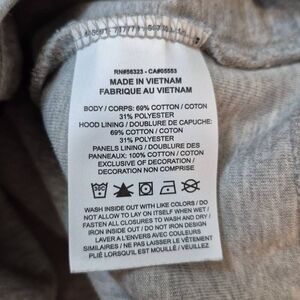 RN#56323 - CA#05553
MADE IN VIETNAM
FABRIQUE AU VIETNAM
BODY / CORPS: 69% COTTON / COTON
31% POLYESTER
HOOD LINING / DOUBLURE DE CAPUCHE:
69% COTTON / COTON
31% POLYESTER
PANELS LINING / DOUBLURE DES
PANNEAUX: 100% COTTON / COTON
EXCLUSIVE OF DECORATION /
DECORATION NON COMPRISE
WASH INSIDE OUT WITH LIKE COLORS / DO
NOT ALLOW TO LAY ON ITSELF WHEN WET /
FASTEN ALL CLOSURES TO WASH AND DRY /
IRON INSIDE OUT / DO NOT IRON DESIGN
LAVER A L'ENVERS AVEC COULEURS
SIMILAIRES / NE PAS LAISSER LE VÊTEMENT
PLIÉ LORSQU'IL EST MOUILLÉ / VEUILLEZ